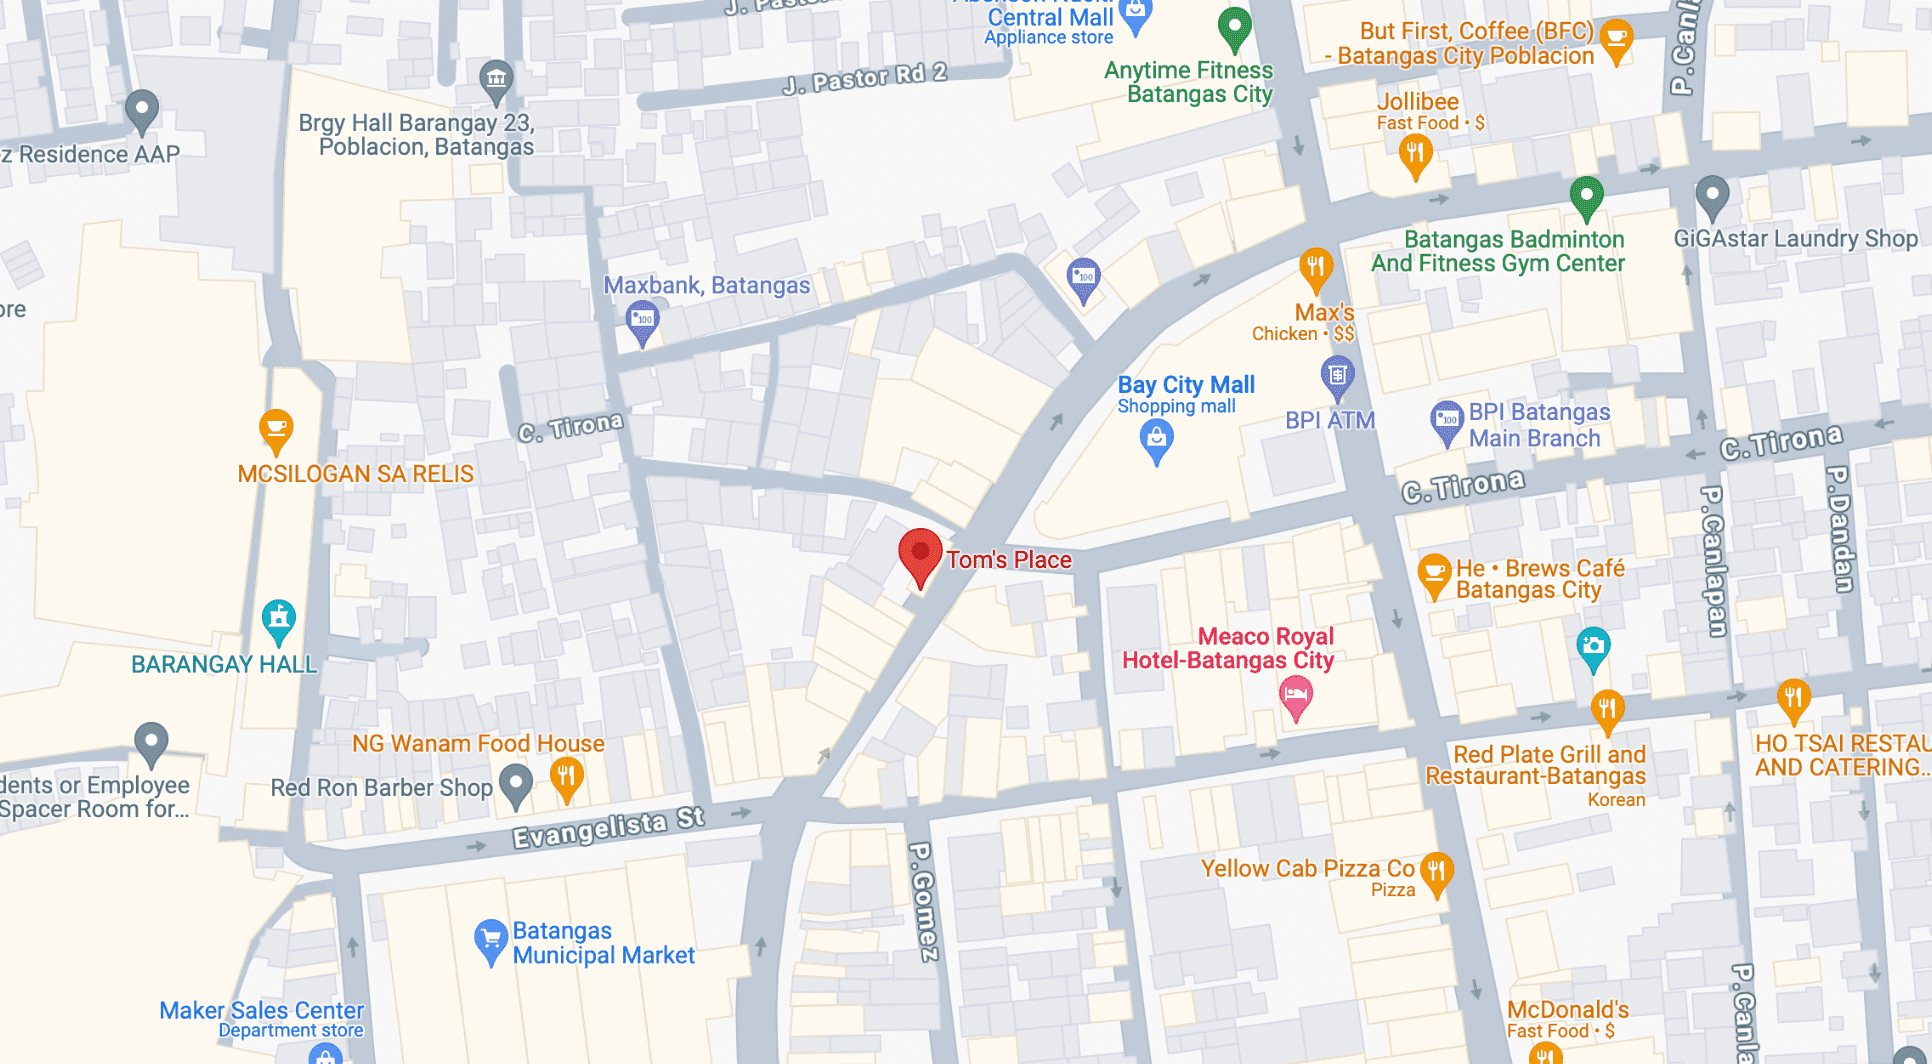 J. Pastor
Central Mall
Appliance store
But First, Coffee (BFC)
- Batangas City Poblacion
P.Canla
Anytime Fitness
Batangas City
J. Pastor Rd 2
Jollibee
Fast Food • $
Brgy Hall Barangay 23,
Poblacion, Batangas
z Residence AAP
Batangas Badminton
And Fitness Gym Center
GiGAstar Laundry Shop
Maxbank, Batangas
100
100
ore
Max's
Chicken • $$
Bay City Mall
Shopping mall
BPI ATM
100
BPI Batangas
Main Branch
C. Tirona
C.Tirona
C.Tirona
MCSILOGAN SA RELIS
P.Canlapan
P.Dandan
Tom's Place
He • Brews Café
Batangas City
BARANGAY HALL
Meaco Royal
Hotel-Batangas City
NG Wanam Food House
Red Ron Barber Shop
Red Plate Grill and
Restaurant-Batangas
Korean
HO TSAI RESTAU
AND CATERING...
dents or Employee
Spacer Room for...
Evangelista St
P.Gomez
Yellow Cab Pizza Co
Pizza
Batangas
Municipal Market
Maker Sales Center
Department store
McDonald's
Fast Food • $
P.Canla